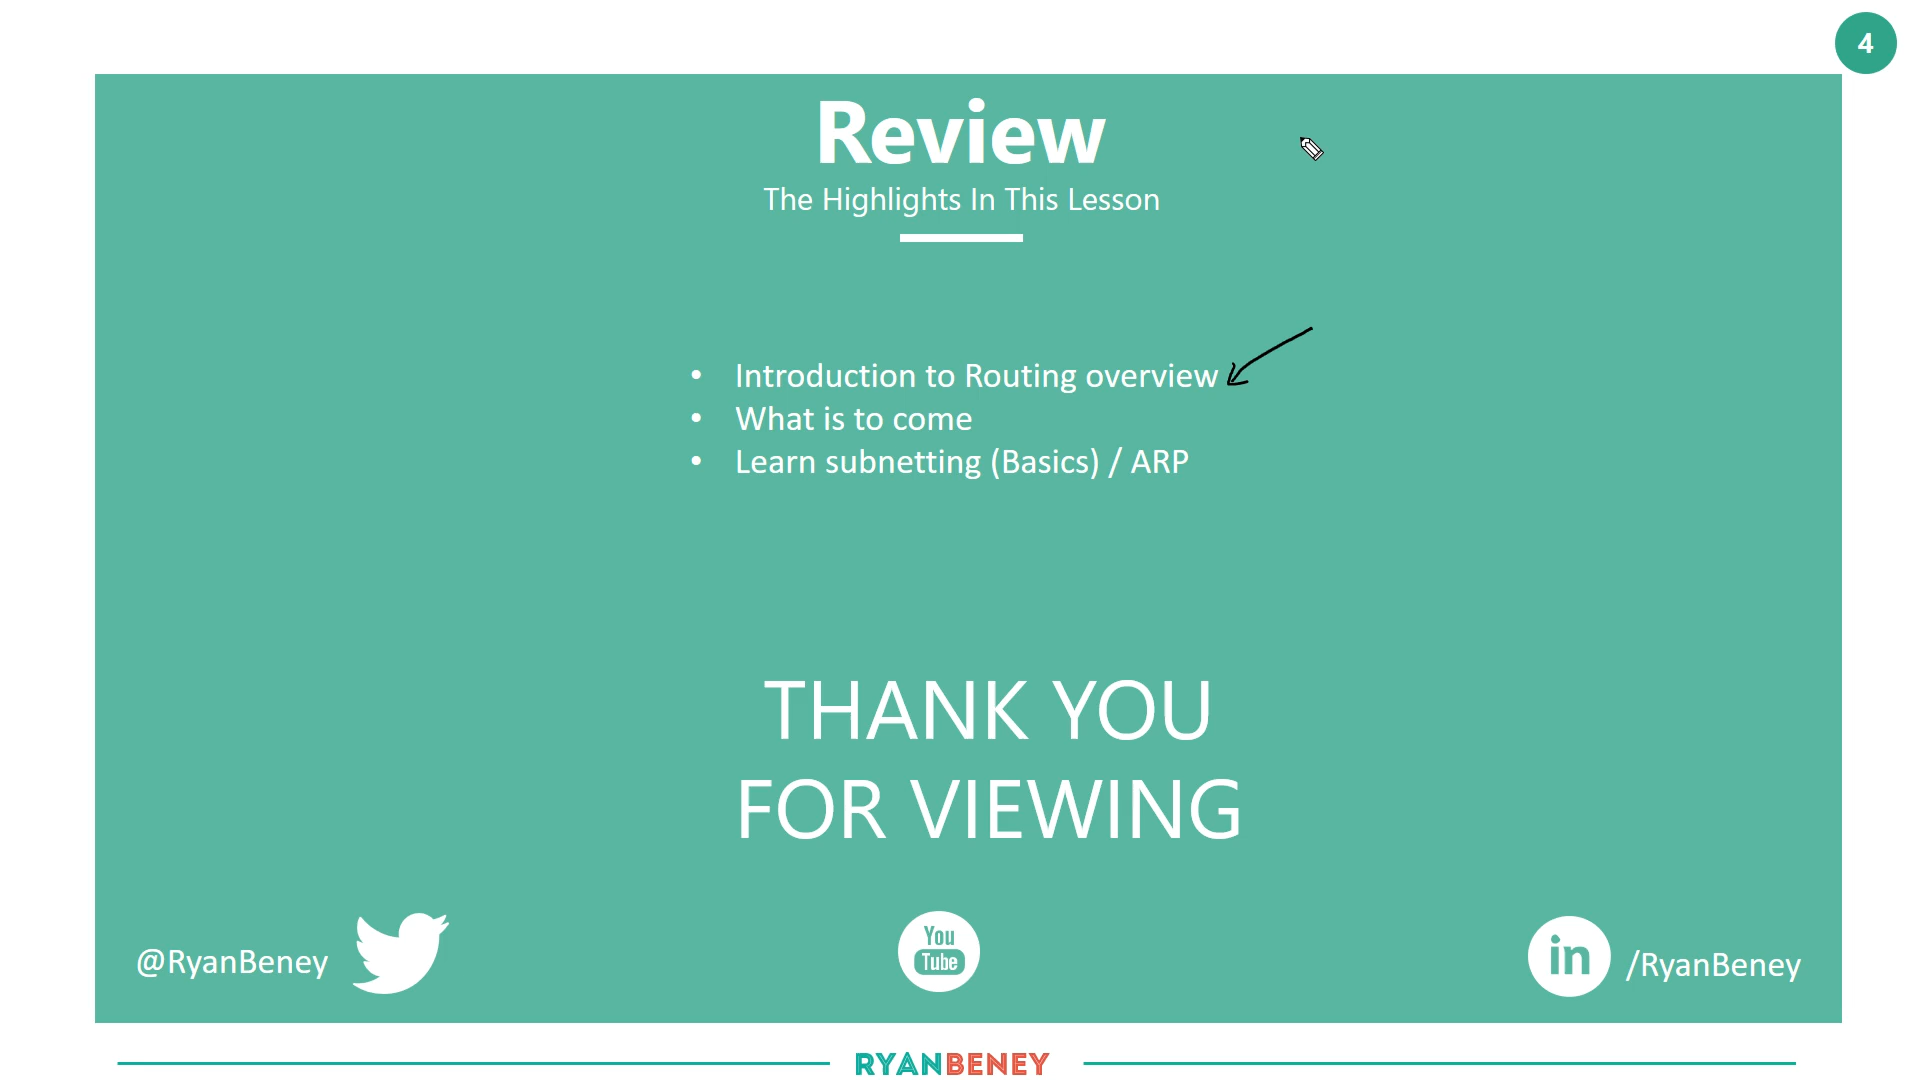 4
Review
The Highlights In This Lesson
• Introduction to Routing overview
• What is to come
• Learn subnetting (Basics) / ARP
THANK YOU
FOR VIEWING
@RyanBeney
You
Tube
in /RyanBeney
RYANBENEY